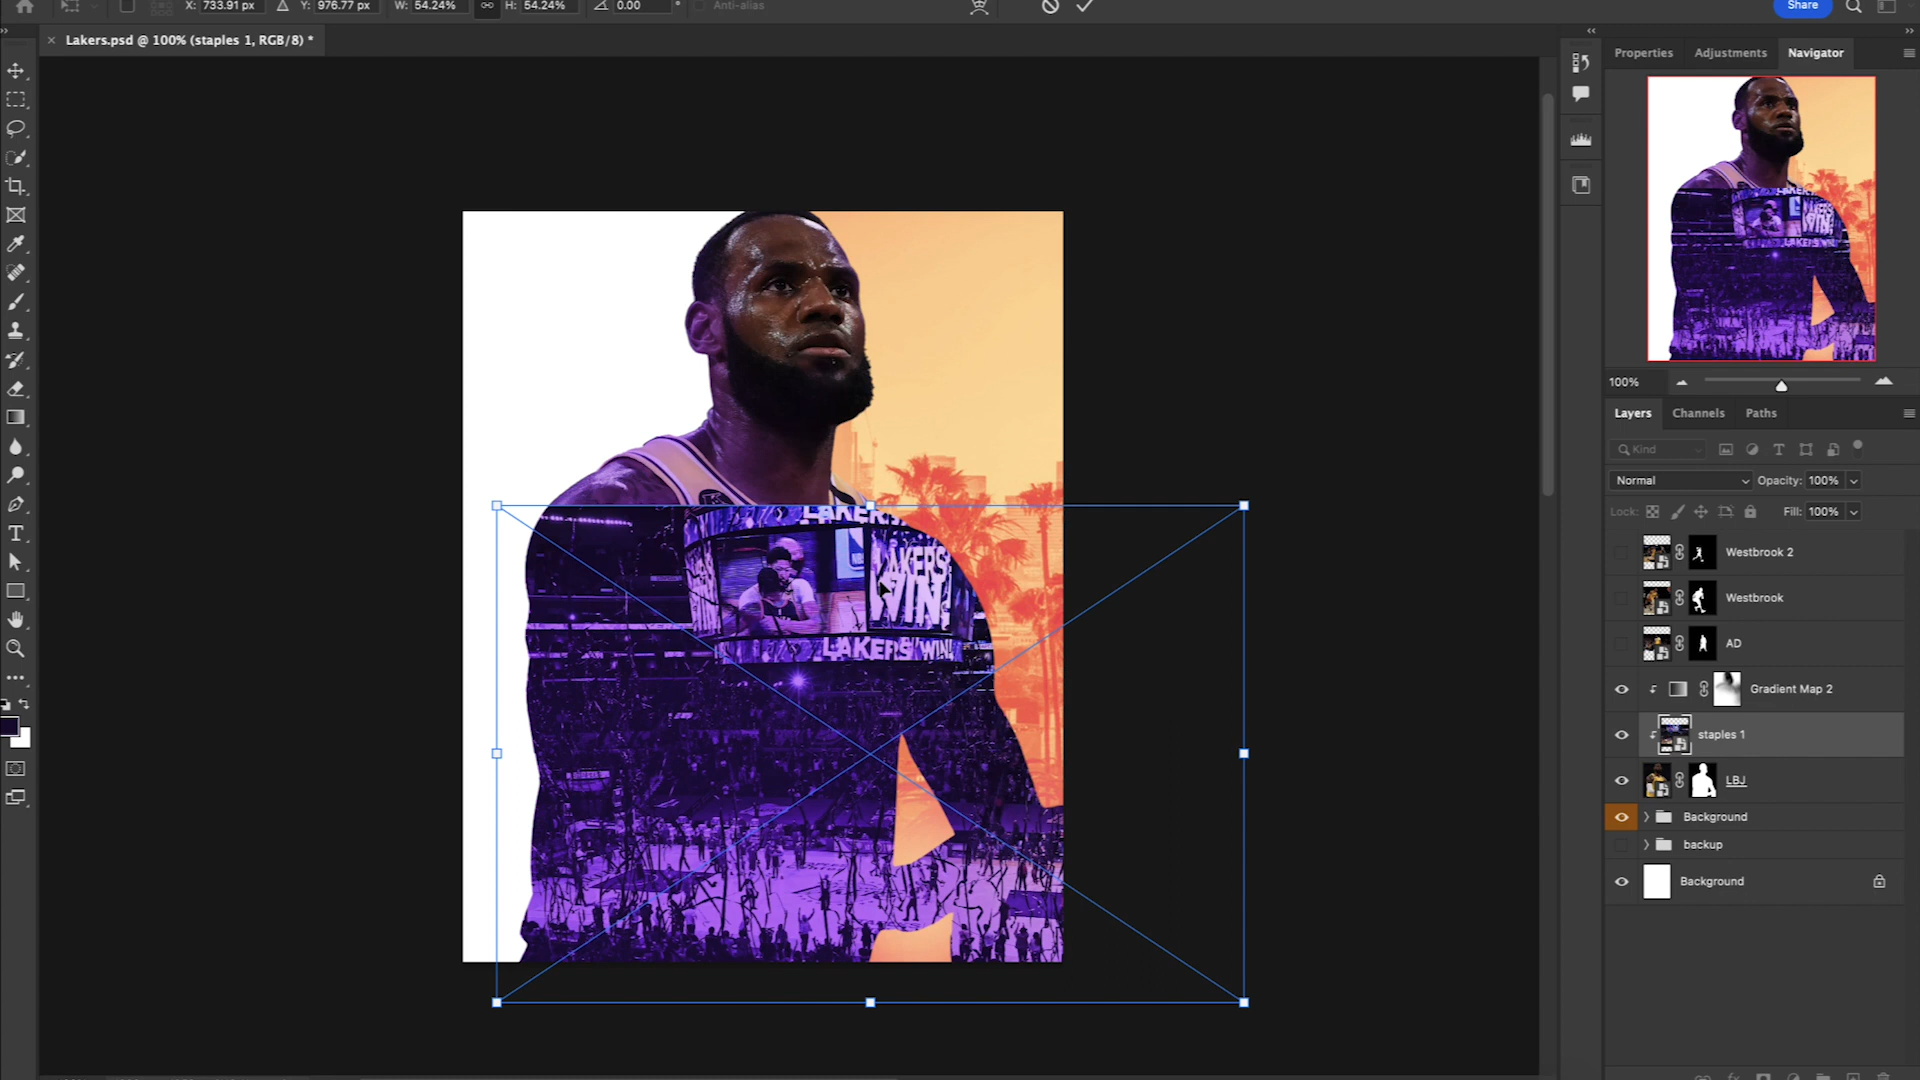 X: 733.91 px Y: 976.77 px W: 54.24% H: 54.24% 0.00 ° Anti-alias Share
× Lakers.psd @ 100% (staples 1, RGB/8) *
Properties Adjustments Navigator
100%
Layers Channels Paths
Kind
Normal Opacity: 100%
Lock: Fill: 100%
Westbrook 2
Westbrook
AD
Gradient Map 2
staples 1
LBJ
Background
backup
Background
LAKERS
LAKERS
WIN!
LAKERS WIN!